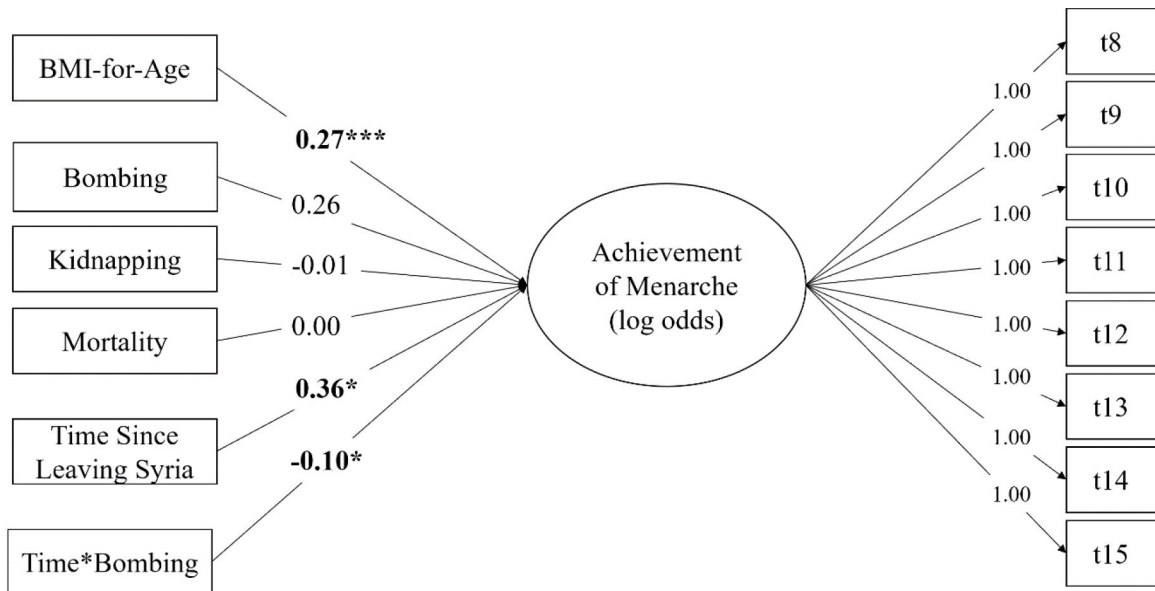 BMI-for-Age
Bombing
Kidnapping
Mortality
Time Since
Leaving Syria
Time*Bombing
0.27***
0.26
-0.01
0.00
0.36*
-0.10*
Achievement
of Menarche
(log odds)
1.00
1.00
1.00
1.00
1.00
1.00
1.00
1.00
t8
t9
t10
t11
t12
t13
t14
t15